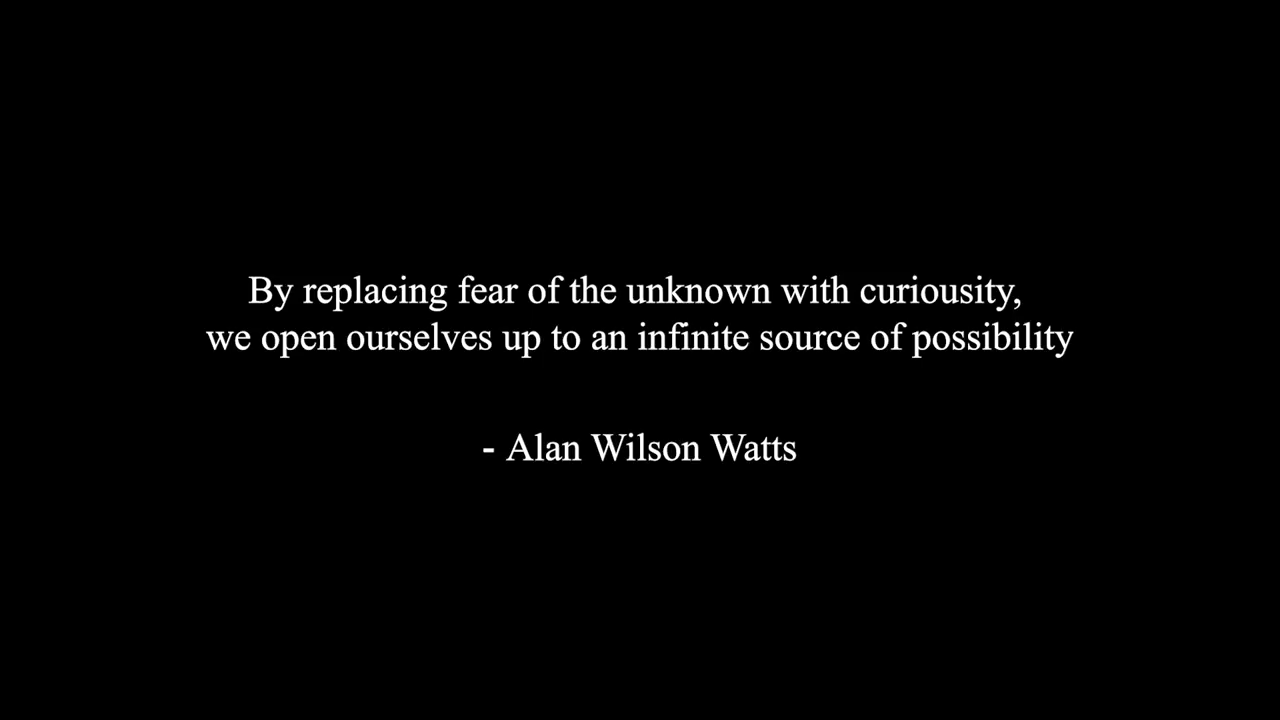 By replacing fear of the unknown with curiousity,
we open ourselves up to an infinite source of possibility
- Alan Wilson Watts